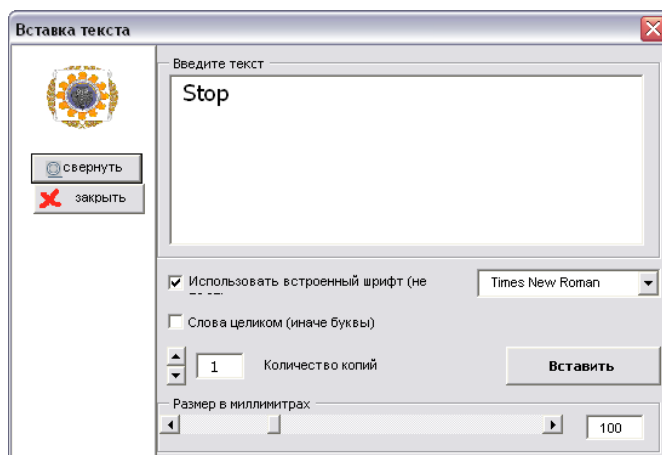 Вставка текста
Введите текст
Stop
свернуть
закрыть
Использовать встроенный шрифт (не
Times New Roman
Слова целиком (иначе буквы)
1
Количество копий
Вставить
Размер в миллиметрах
100